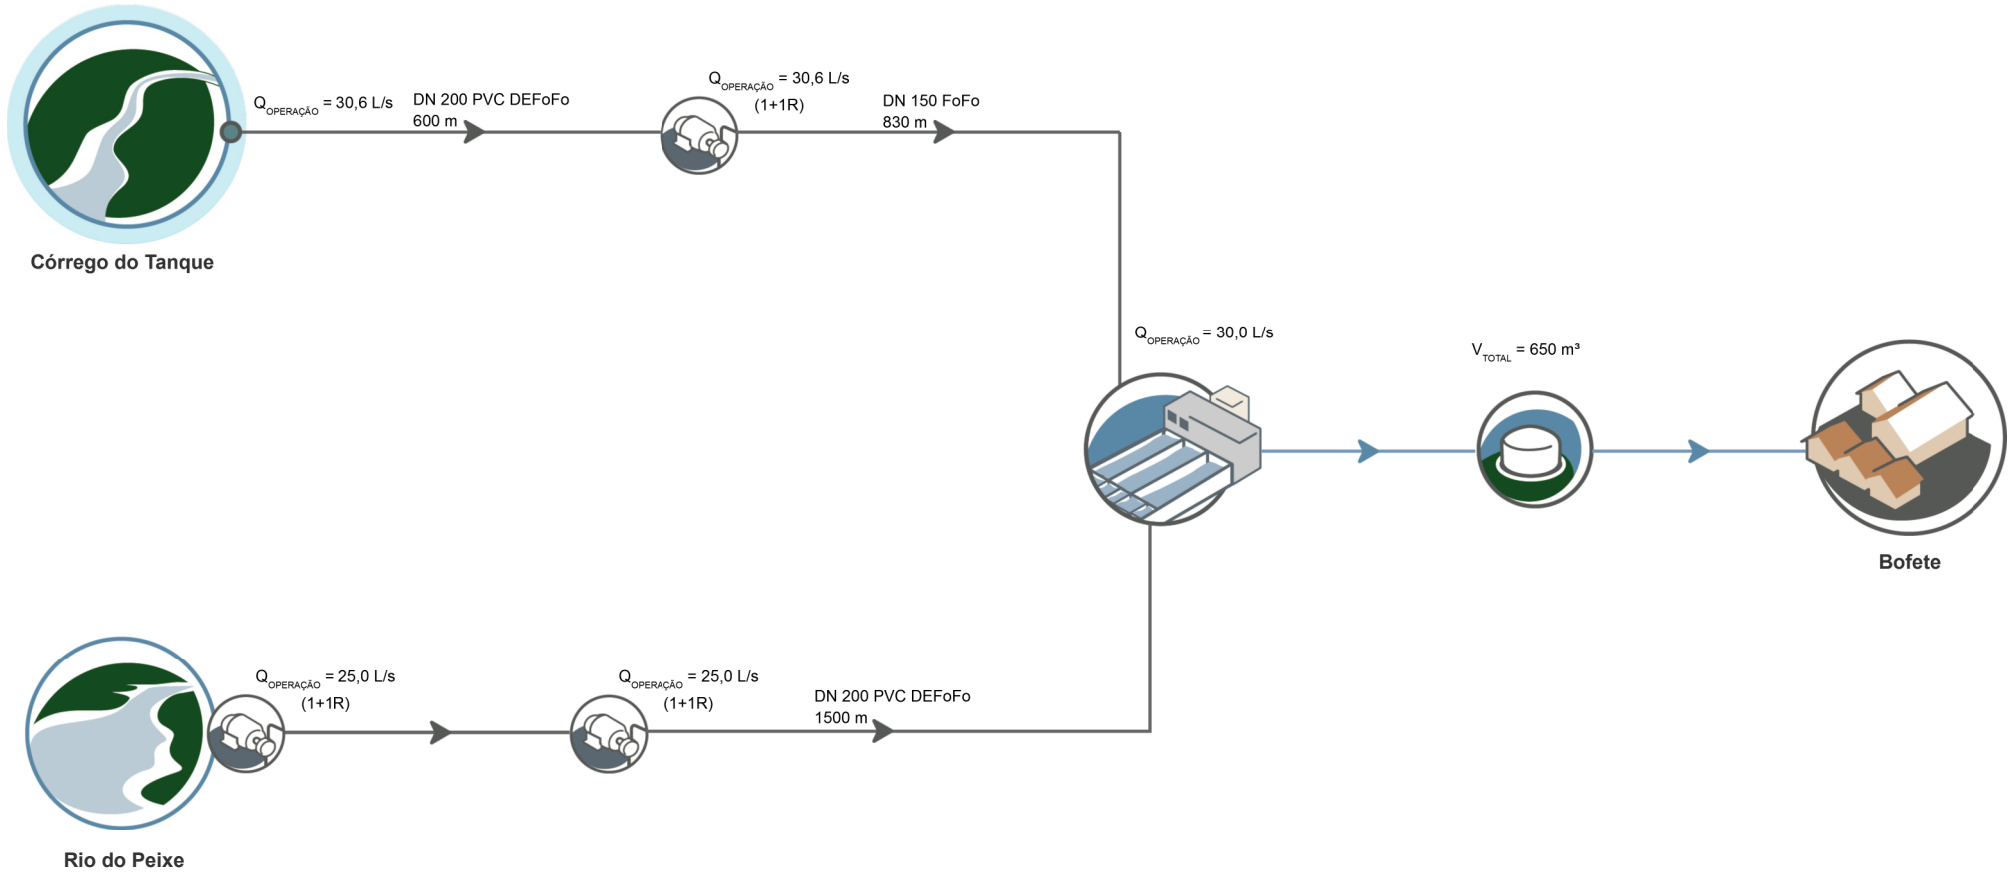 Q OPERAÇÃO = 30,6 L/s
DN 200 PVC DEFoFo
600 m
Q OPERAÇÃO = 30,6 L/s
(1+1R)
DN 150 FoFo
830 m
Córrego do Tanque
Q OPERAÇÃO = 30,0 L/s
V TOTAL = 650 m³
Bofete
Q OPERAÇÃO = 25,0 L/s
(1+1R)
Q OPERAÇÃO = 25,0 L/s
(1+1R)
DN 200 PVC DEFoFo
1500 m
Rio do Peixe